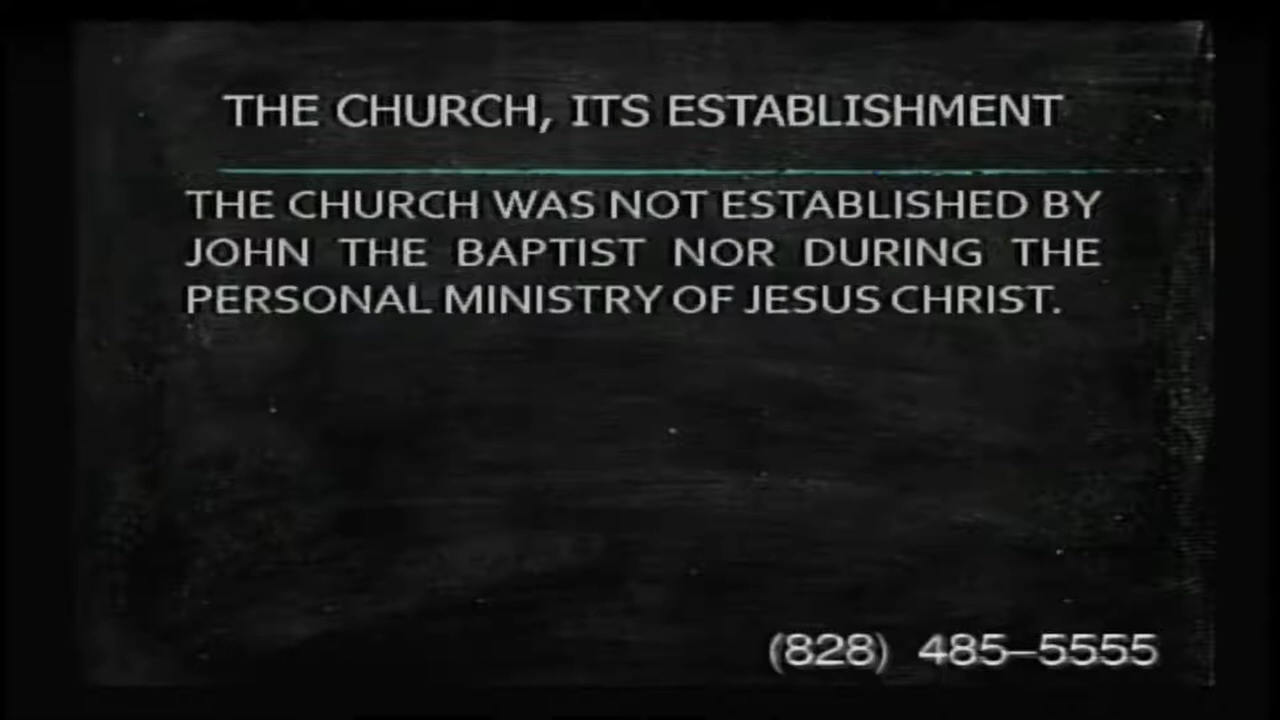 THE CHURCH, ITS ESTABLISHMENT
THE CHURCH WAS NOT ESTABLISHED BY
JOHN THE BAPTIST NOR DURING THE
PERSONAL MINISTRY OF JESUS CHRIST.
(828) 485–5555